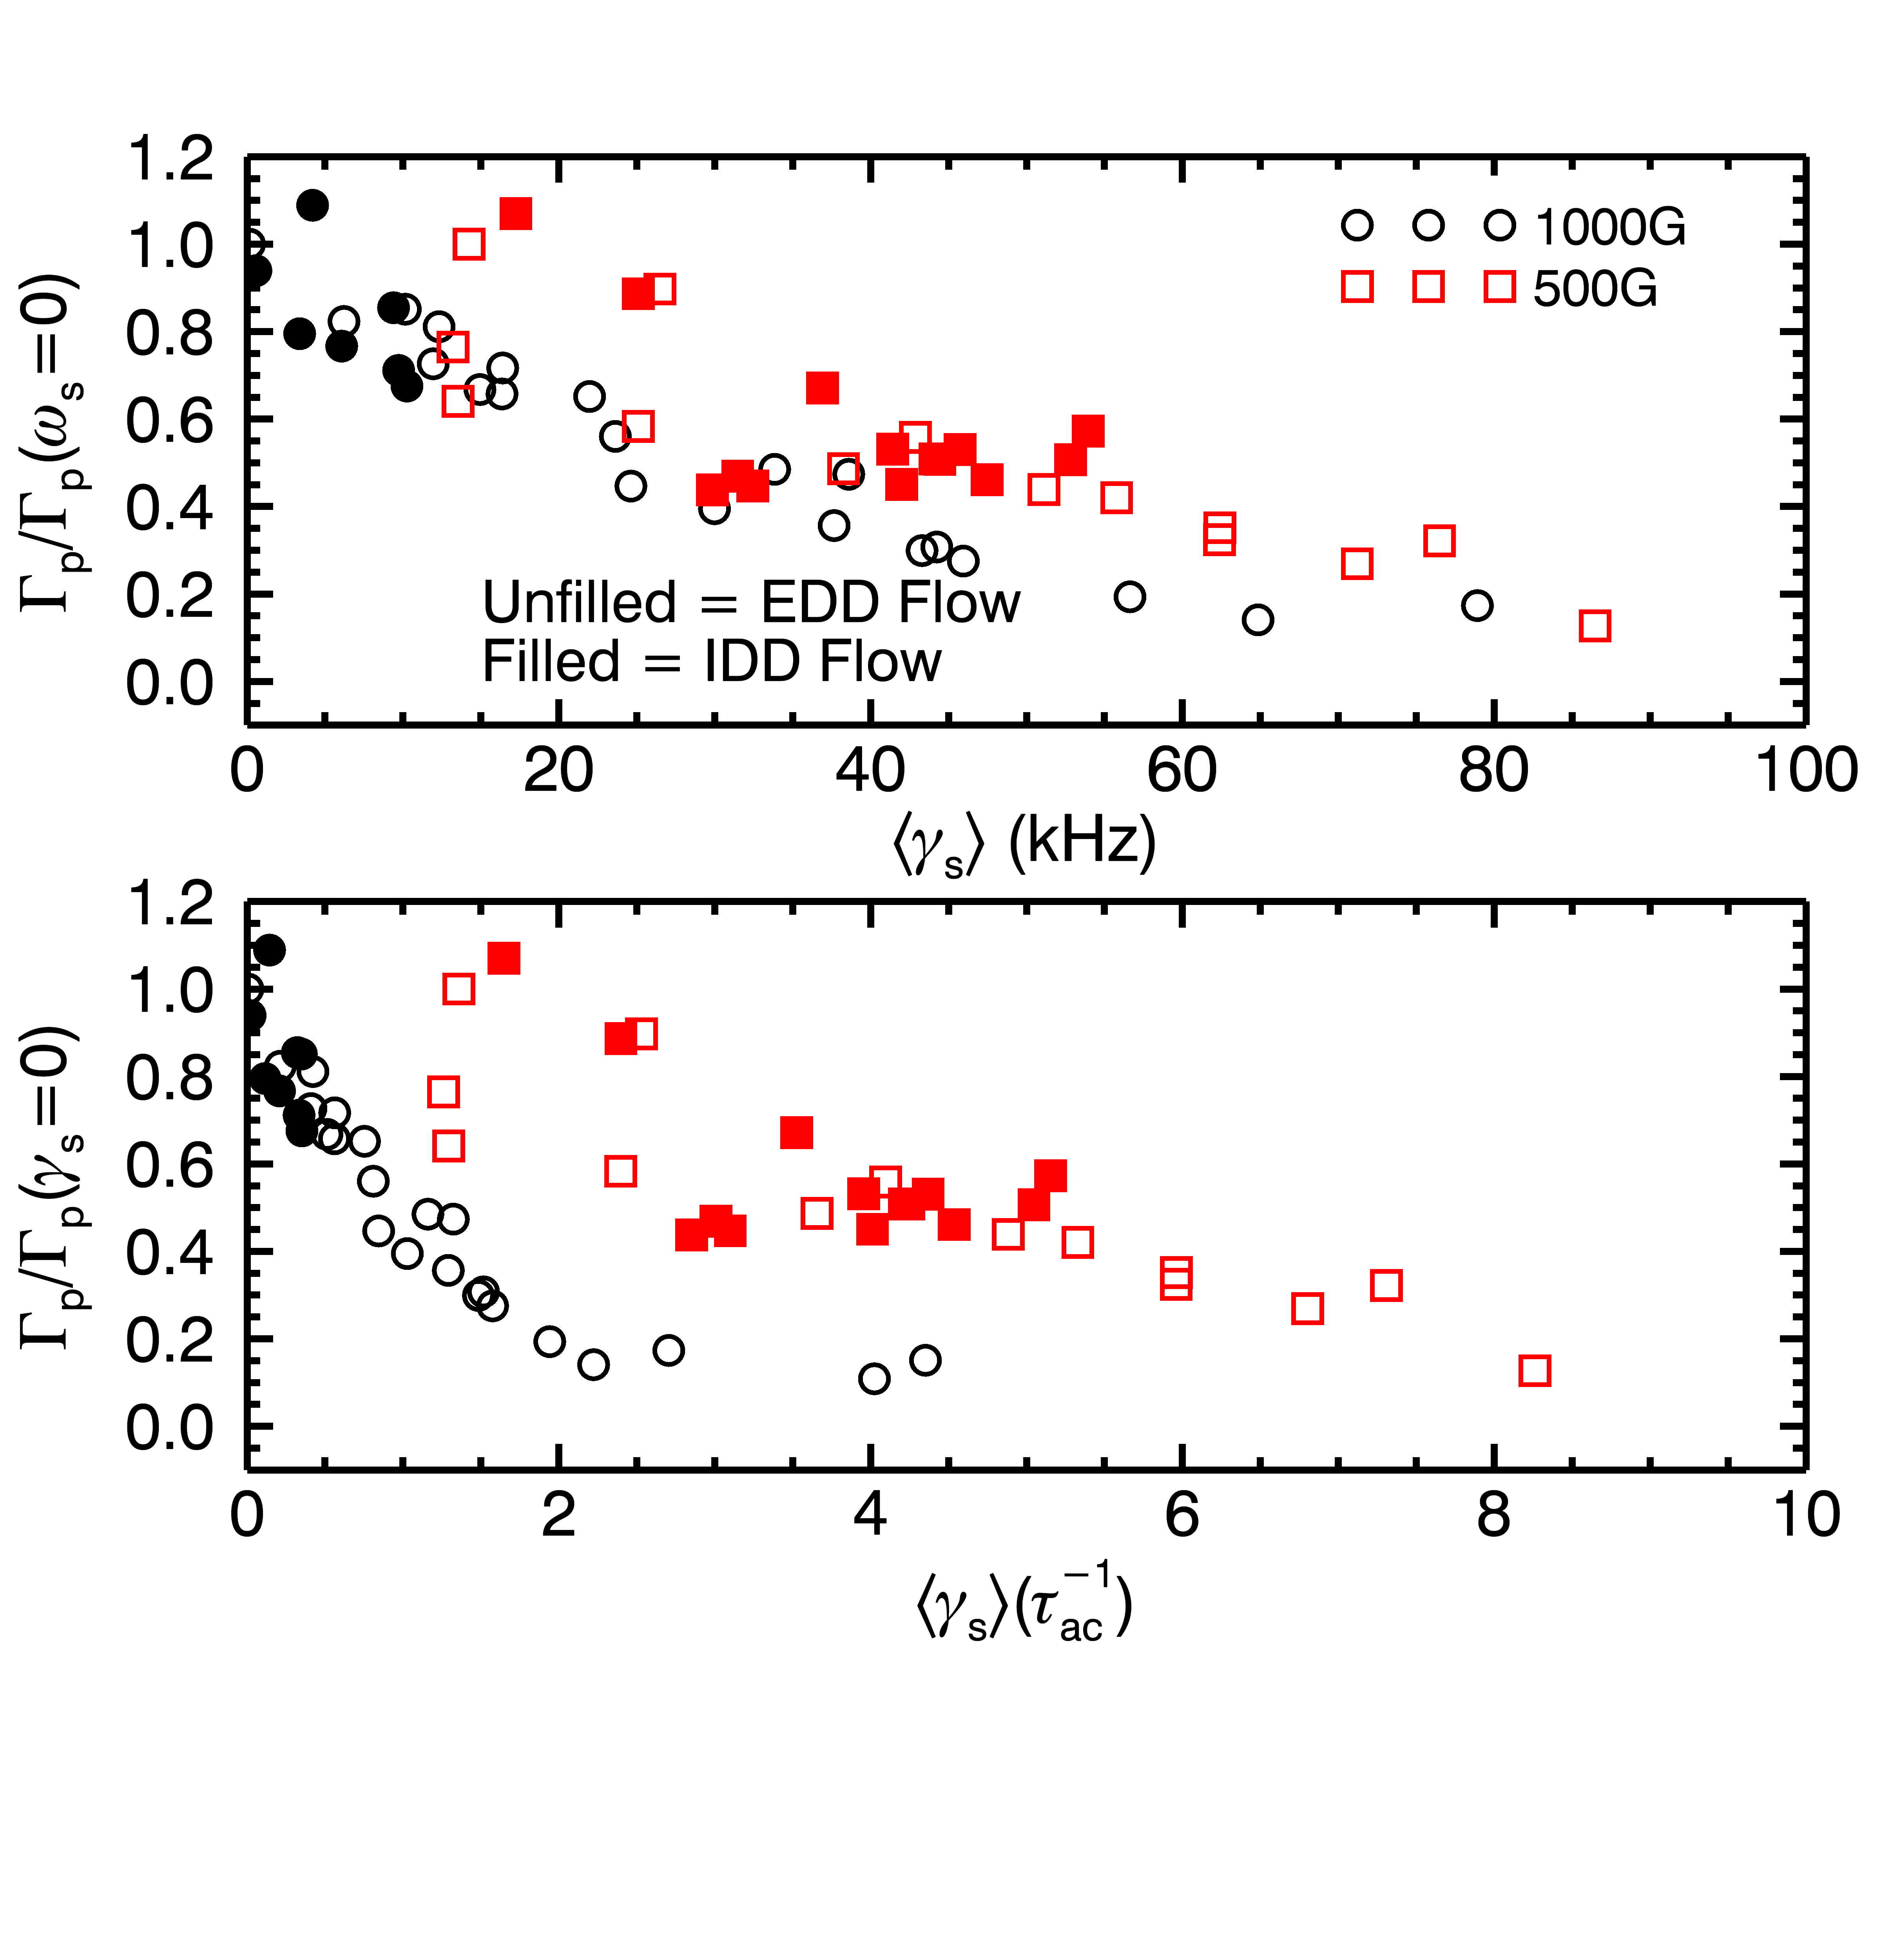 1.2
1.0
0.8
0.6
0.4
0.2
0.0
Γp/Γp(ωs=0)
1000G
500G
Unfilled = EDD Flow
Filled = IDD Flow
0 20 40 60 80 100
⟨γs⟩ (kHz)
1.2
1.0
0.8
0.6
0.4
0.2
0.0
Γp/Γp(γs=0)
0 2 4 6 8 10
⟨γs⟩(τac⁻¹)